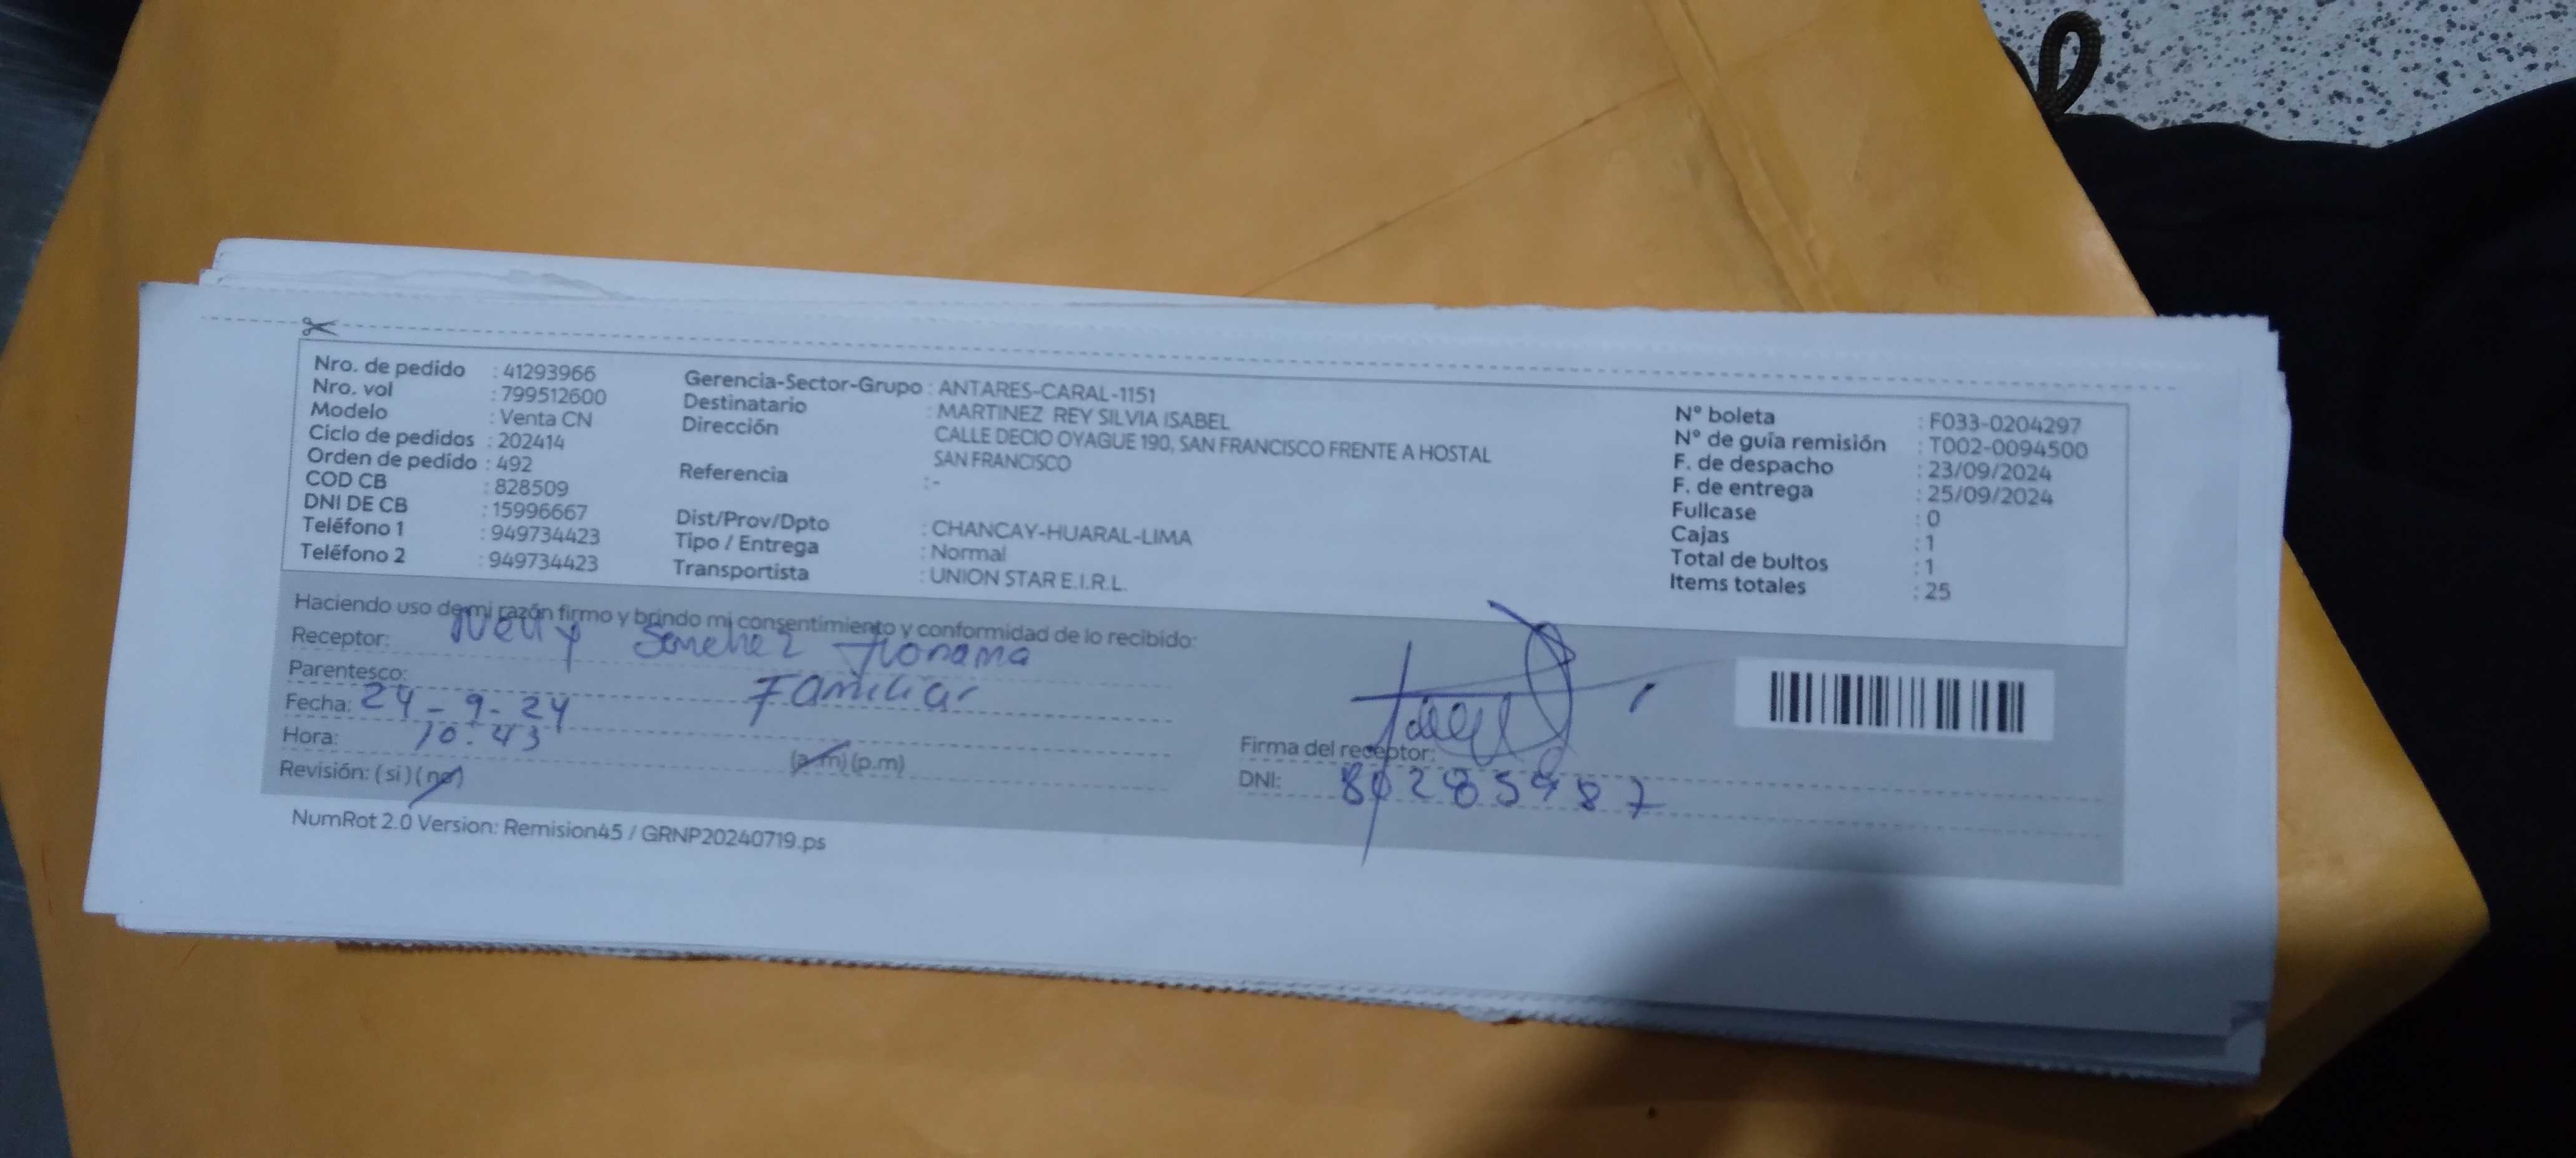 Nro. de pedido : 41293966
Nro. vol : 799512600
Modelo : Venta CN
Ciclo de pedidos : 202414
Orden de pedido : 492
COD CB : 828509
DNI DE CB : 15996667
Teléfono 1 : 949734423
Teléfono 2 : 949734423
Gerencia-Sector-Grupo : ANTARES-CARAL-1151
Destinatario : MARTINEZ REY SILVIA ISABEL
Dirección CALLE DECIO OYAGUE 190, SAN FRANCISCO FRENTE A HOSTAL
SAN FRANCISCO
Referencia : -
Dist/Prov/Dpto : CHANCAY-HUARAL-LIMA
Tipo / Entrega : Normal
Transportista : UNION STAR E.I.R.L.
N° boleta : F033-0204297
N° de guía remisión : T002-0094500
F. de despacho : 23/09/2024
F. de entrega : 25/09/2024
Fullcase : 0
Cajas : 1
Total de bultos : 1
Items totales : 25
Haciendo uso de mi razón firmo y brindo mi consentimiento y conformidad de lo recibido:
Receptor: Nelly Sanchez
Parentesco: Familiar
Fecha: 24-9-24
Hora: 10:43 (a.m) (p.m)
Revisión: (si) (no)
Firma del receptor:
DNI: 80285987
NumRot 2.0 Version: Remision45 / GRNP20240719.ps